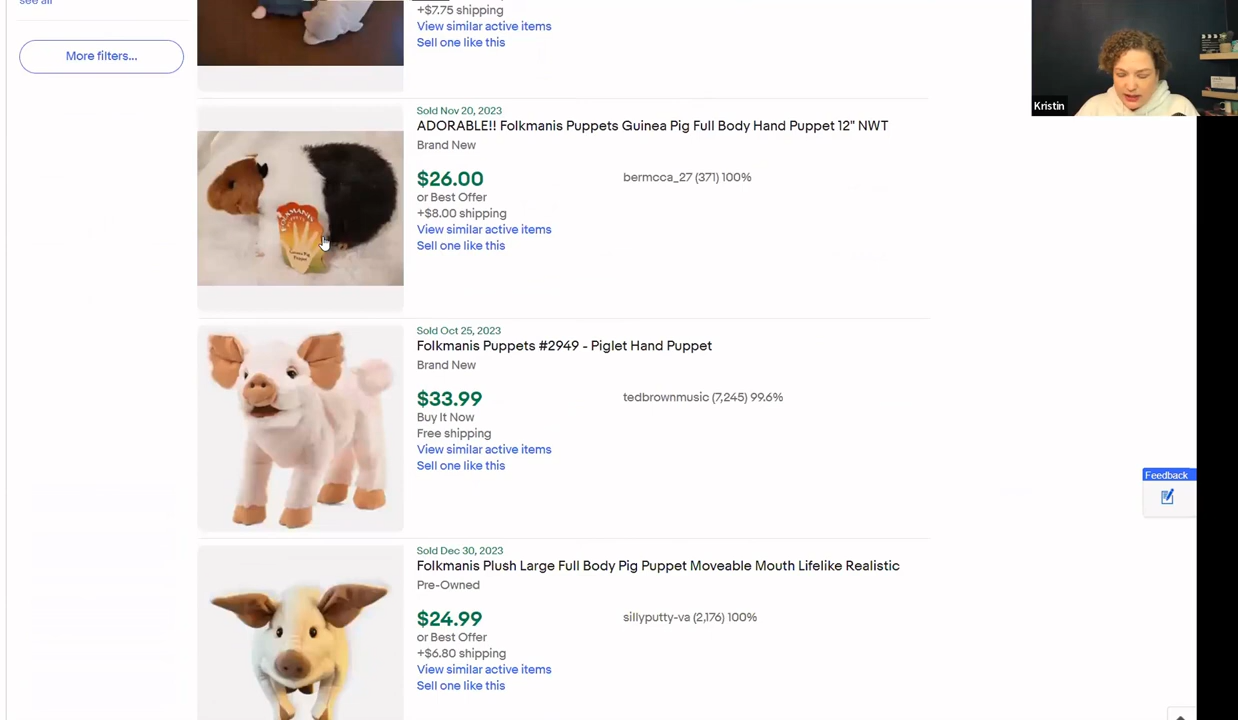 see all
+$7.75 shipping
View similar active items
Sell one like this
More filters...
Kristin
Sold Nov 20, 2023
ADORABLE!! Folkmanis Puppets Guinea Pig Full Body Hand Puppet 12" NWT
Brand New
$26.00
bermcca_27 (371) 100%
or Best Offer
+$8.00 shipping
View similar active items
Sell one like this
FOLKMANIS
Guinea Pig
Puppet
Sold Oct 25, 2023
Folkmanis Puppets #2949 - Piglet Hand Puppet
Brand New
$33.99
tedbrownmusic (7,245) 99.6%
Buy It Now
Free shipping
View similar active items
Sell one like this
Feedback
Sold Dec 30, 2023
Folkmanis Plush Large Full Body Pig Puppet Moveable Mouth Lifelike Realistic
Pre-Owned
$24.99
sillyputty-va (2,176) 100%
or Best Offer
+$6.80 shipping
View similar active items
Sell one like this